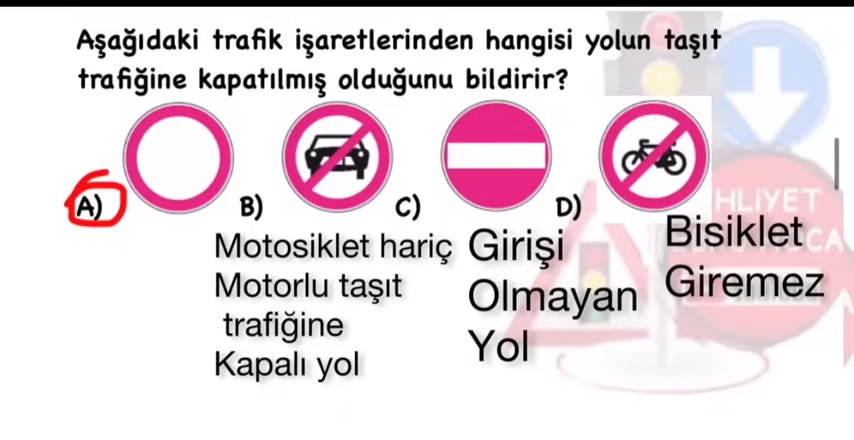 Aşağıdaki trafik işaretlerinden hangisi yolun taşıt
trafiğine kapatılmış olduğunu bildirir?
A)
B)
C)
D)
Motosiklet hariç
Motorlu taşıt
trafiğine
Kapalı yol
Girişi
Olmayan
Yol
Bisiklet
Giremez
HLİYET